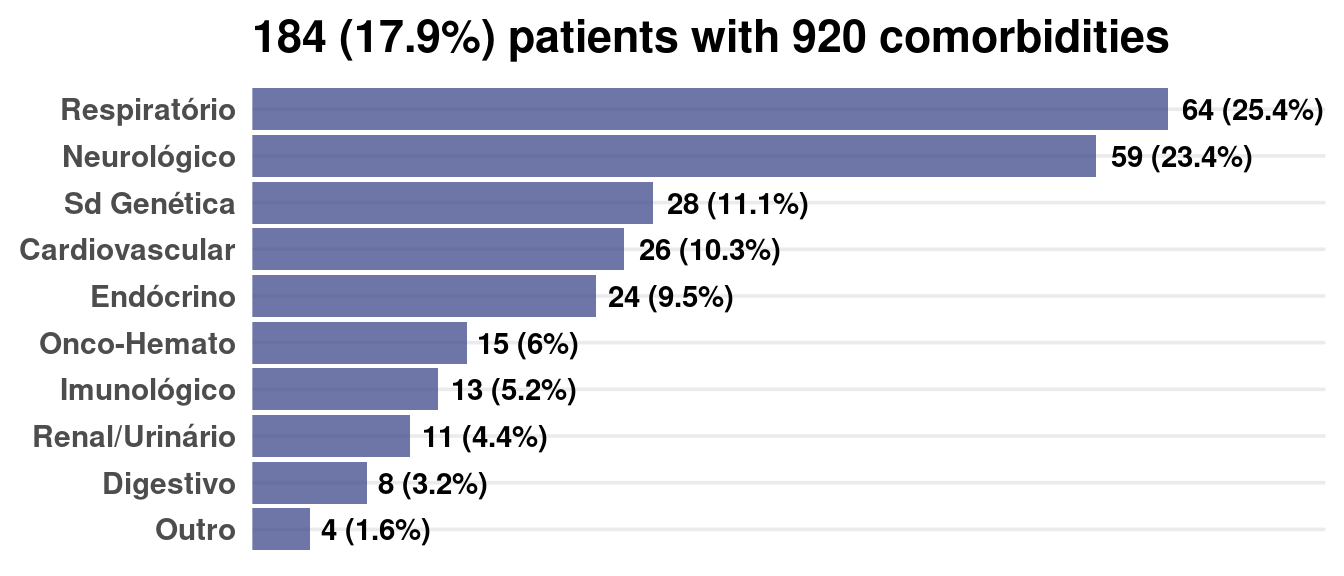 184 (17.9%) patients with 920 comorbidities
Respiratório 64 (25.4%)
Neurológico 59 (23.4%)
Sd Genética 28 (11.1%)
Cardiovascular 26 (10.3%)
Endócrino 24 (9.5%)
Onco-Hemato 15 (6%)
Imunológico 13 (5.2%)
Renal/Urinário 11 (4.4%)
Digestivo 8 (3.2%)
Outro 4 (1.6%)